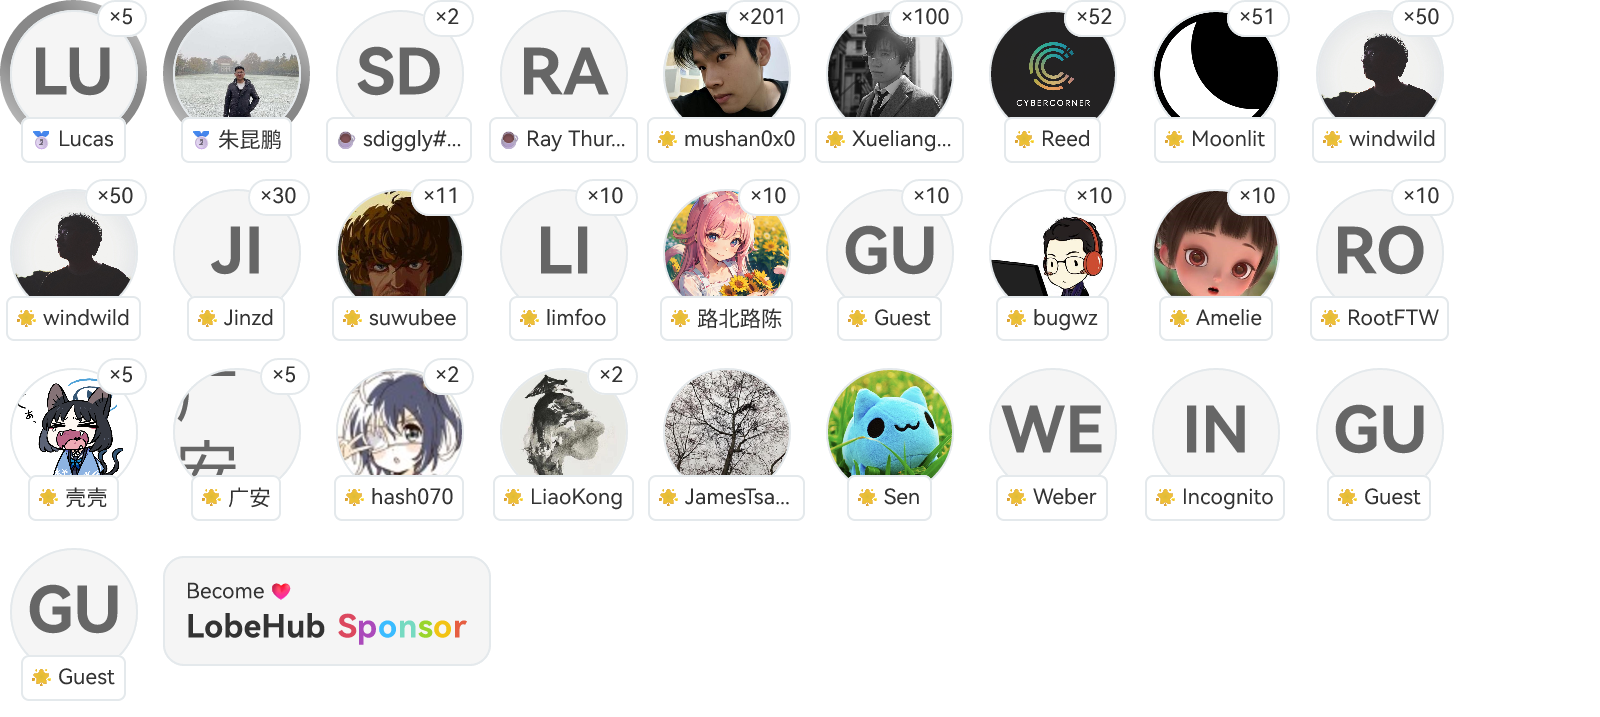 ×5
×2
×201
×100
×52
×51
×50
LU
SD
RA
CYBERCORNER
Lucas
朱昆鹏
sdiggly#...
Ray Thur...
mushan0x0
Xueliang...
Reed
Moonlit
windwild
×50
×30
×11
×10
×10
×10
×10
×10
×10
JI
LI
GU
RO
windwild
Jinzd
suwubee
limfoo
路北路陈
Guest
bugwz
Amelie
RootFTW
×5
×5
×2
×2
安
WE
IN
GU
壳壳
广安
hash070
LiaoKong
JamesTsa...
Sen
Weber
Incognito
Guest
GU
Guest
Become
LobeHub Sponsor